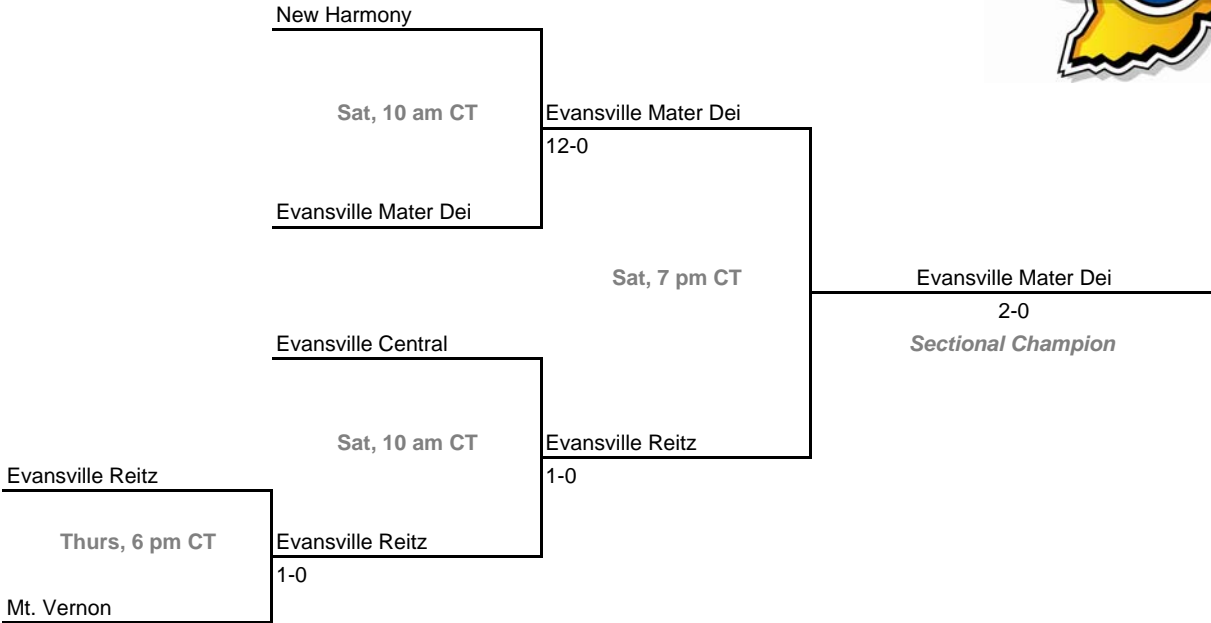 New Harmony
Sat, 10 am CT
Evansville Mater Dei
12-0
Evansville Mater Dei
Sat, 7 pm CT
Evansville Mater Dei
2-0
Sectional Champion
Evansville Central
Sat, 10 am CT
Evansville Reitz
1-0
Evansville Reitz
Thurs, 6 pm CT
Evansville Reitz
1-0
Mt. Vernon